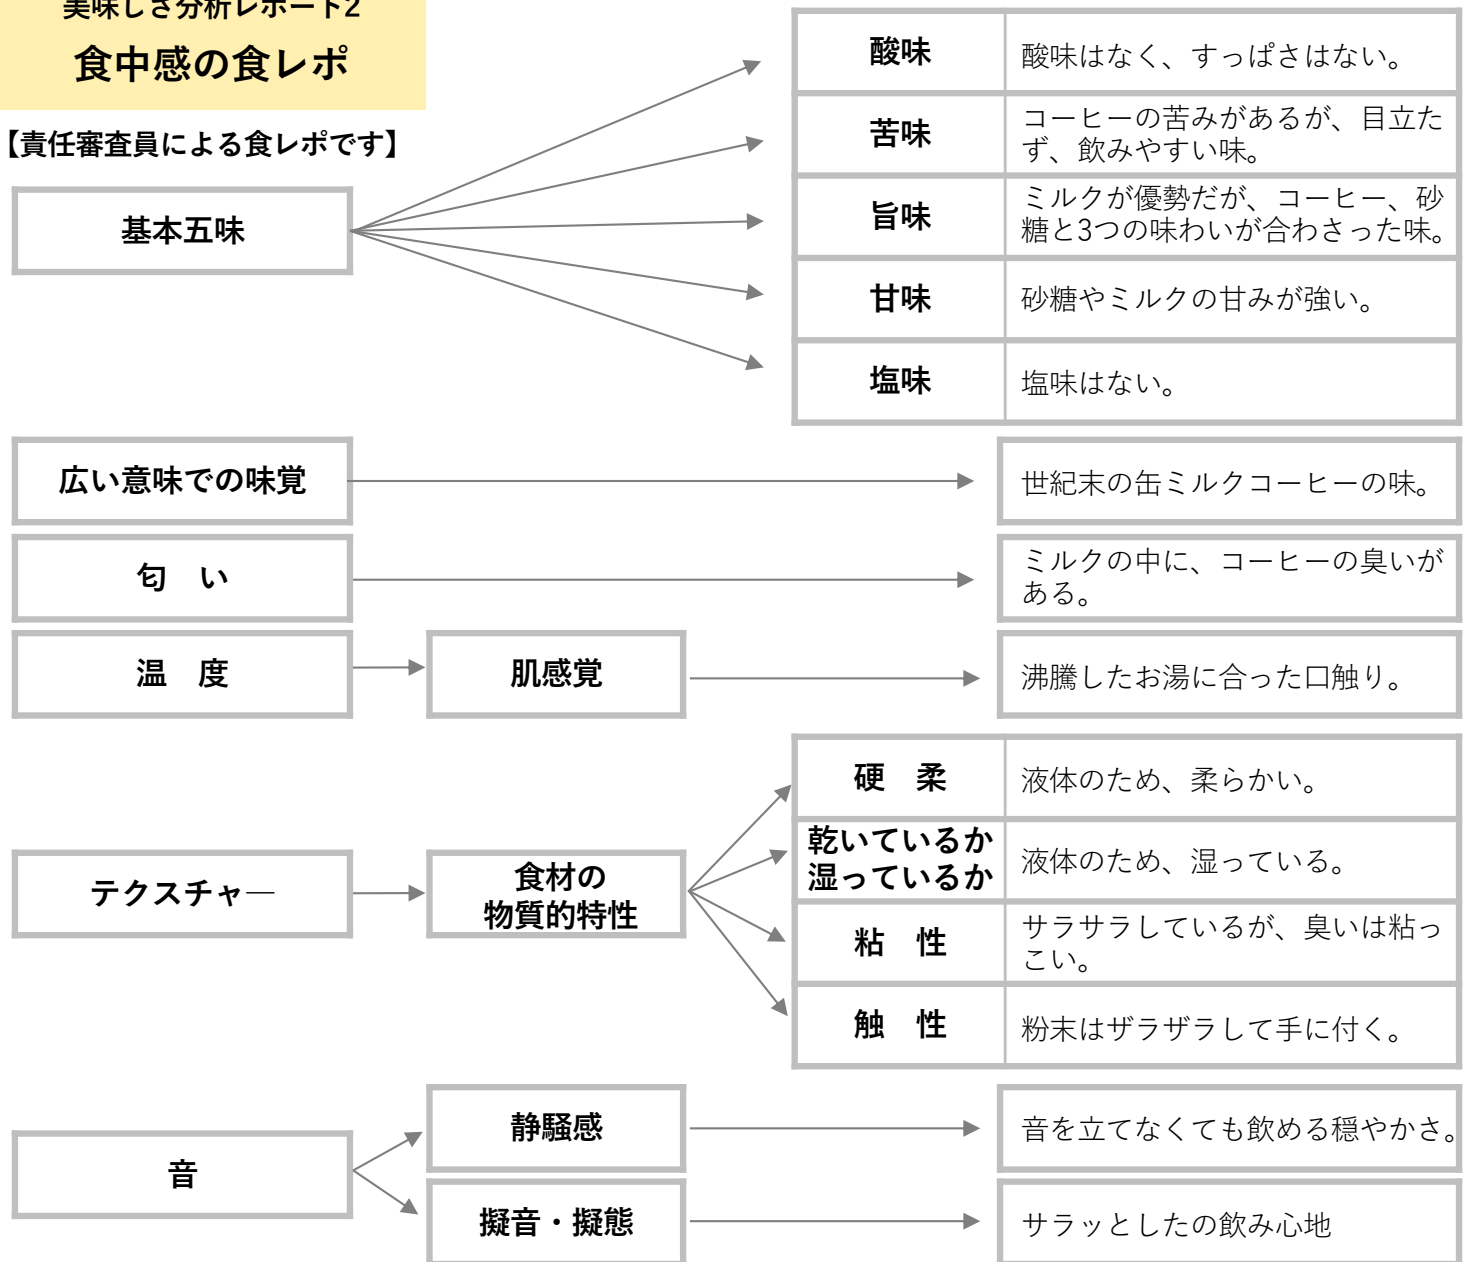 美味しさ分析レポート2
食中感の食レポ
【責任審査員による食レポです】
基本五味
酸味
酸味はなく、すっぱさはない。
苦味
コーヒーの苦みがあるが、目立た
ず、飲みやすい味。
旨味
ミルクが優勢だが、コーヒー、砂
糖と3つの味わいが合わさった味。
甘味
砂糖やミルクの甘みが強い。
塩味
塩味はない。
広い意味での味覚
世紀末の缶ミルクコーヒーの味。
匂　い
ミルクの中に、コーヒーの臭いが
ある。
温　度
肌感覚
沸騰したお湯に合った口触り。
テクスチャ―
食材の
物質的特性
硬　柔
液体のため、柔らかい。
乾いているか
湿っているか
液体のため、湿っている。
粘　性
サラサラしているが、臭いは粘っ
こい。
触　性
粉末はザラザラして手に付く。
音
静騒感
音を立てなくても飲める穏やかさ。
擬音・擬態
サラッとしたの飲み心地